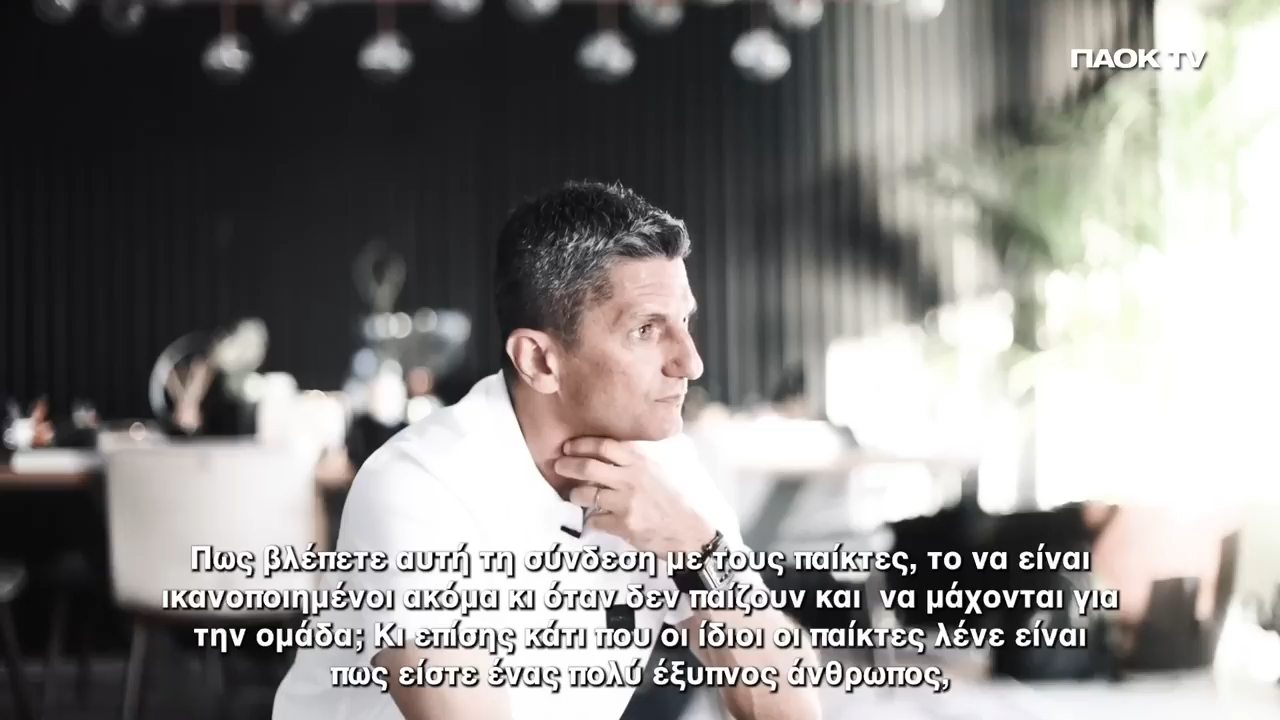 ΠΑΟΚ TV
Πως βλέπετε αυτή τη σύνδεση με τους παίκτες, το να είναι
ικανοποιημένοι ακόμα κι όταν δεν παίζουν και  να μάχονται για
την ομάδα; Κι επίσης κάτι που οι ίδιοι οι παίκτες λένε είναι
πως είστε ένας πολύ έξυπνος άνθρωπος,